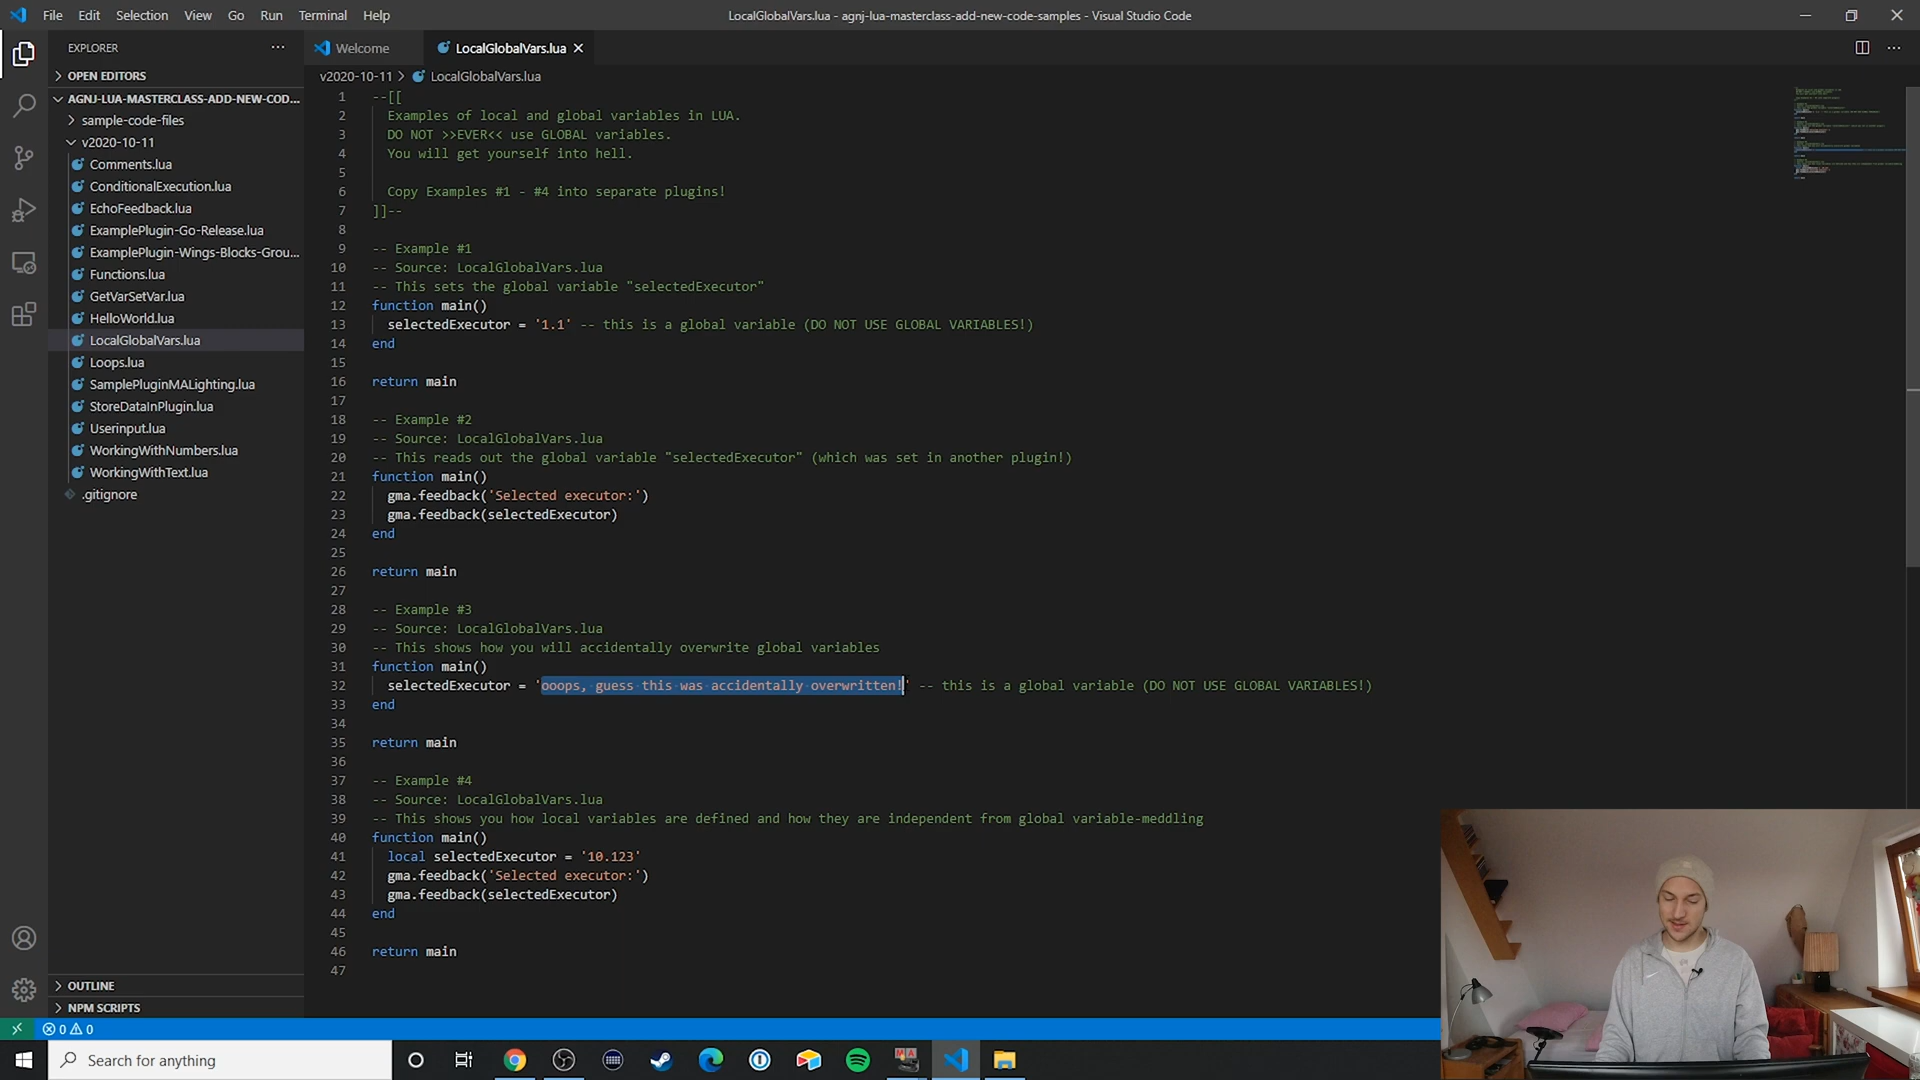 File Edit Selection View Go Run Terminal Help
LocalGlobalVars.lua - agnj-lua-masterclass-add-new-code-samples - Visual Studio Code
EXPLORER
OPEN EDITORS
AGNJ-LUA-MASTERCLASS-ADD-NEW-COD...
sample-code-files
v2020-10-11
Comments.lua
ConditionalExecution.lua
EchoFeedback.lua
ExamplePlugin-Go-Release.lua
ExamplePlugin-Wings-Blocks-Grou...
Functions.lua
GetVarSetVar.lua
HelloWorld.lua
LocalGlobalVars.lua
Loops.lua
SamplePluginMALighting.lua
StoreDataInPlugin.lua
Userinput.lua
WorkingWithNumbers.lua
WorkingWithText.lua
.gitignore
OUTLINE
NPM SCRIPTS
Welcome
LocalGlobalVars.lua
v2020-10-11 > LocalGlobalVars.lua
1 --[[
2 Examples of local and global variables in LUA.
3 DO NOT >>EVER<< use GLOBAL variables.
4 You will get yourself into hell.
5
6 Copy Examples #1 - #4 into separate plugins!
7 ]]--
8
9 -- Example #1
10 -- Source: LocalGlobalVars.lua
11 -- This sets the global variable "selectedExecutor"
12 function main()
13 selectedExecutor = '1.1' -- this is a global variable (DO NOT USE GLOBAL VARIABLES!)
14 end
15
16 return main
17
18 -- Example #2
19 -- Source: LocalGlobalVars.lua
20 -- This reads out the global variable "selectedExecutor" (which was set in another plugin!)
21 function main()
22 gma.feedback('Selected executor:')
23 gma.feedback(selectedExecutor)
24 end
25
26 return main
27
28 -- Example #3
29 -- Source: LocalGlobalVars.lua
30 -- This shows how you will accidentally overwrite global variables
31 function main()
32 selectedExecutor = 'ooops, guess this was accidentally overwritten!' -- this is a global variable (DO NOT USE GLOBAL VARIABLES!)
33 end
34
35 return main
36
37 -- Example #4
38 -- Source: LocalGlobalVars.lua
39 -- This shows you how local variables are defined and how they are independent from global variable-meddling
40 function main()
41 local selectedExecutor = '10.123'
42 gma.feedback('Selected executor:')
43 gma.feedback(selectedExecutor)
44 end
45
46 return main
47
0 0
Search for anything